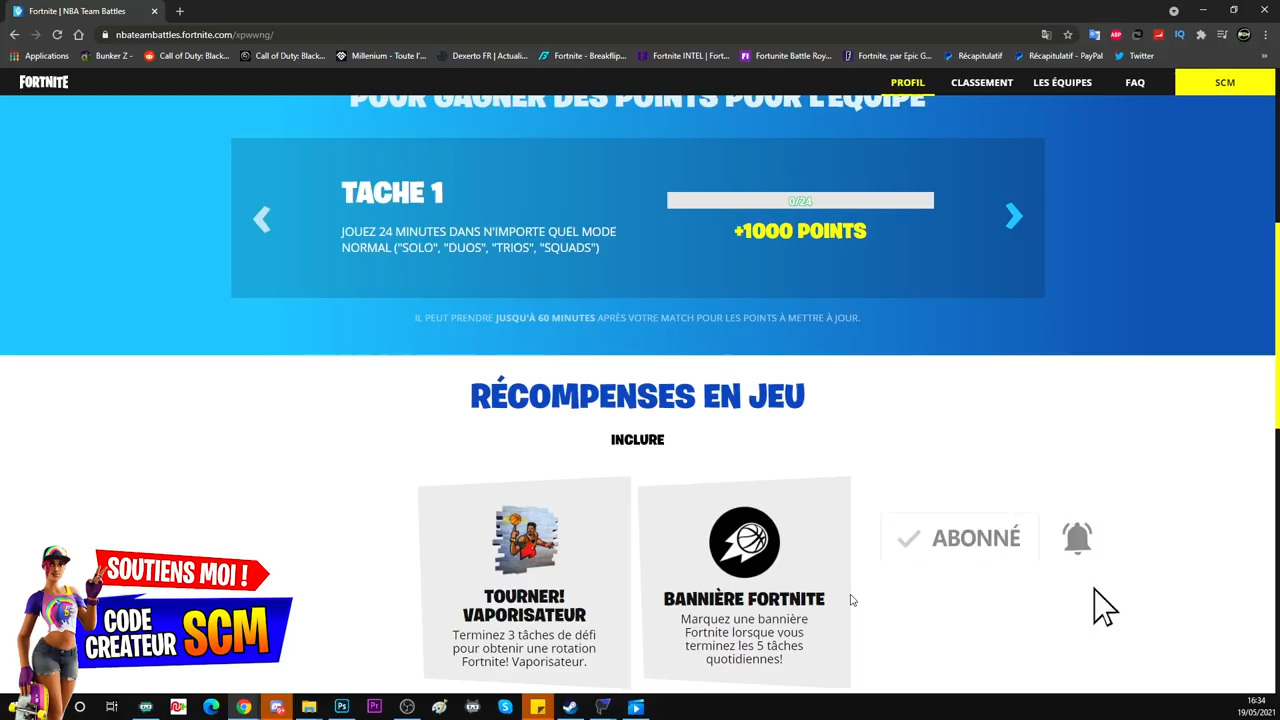 Fortnite | NBA Team Battles
nbateambattles.fortnite.com/xpwwng/
Applications
Bunker Z -
Call of Duty: Black...
Call of Duty: Black...
Millenium - Toute l'...
Dexerto FR | Actuali...
Fortnite - Breakflip...
Fortnite INTEL | Fort...
Fortunite Battle Roy...
Fortnite, par Epic G...
Récapitulatif
Récapitulatif - PayPal
Twitter
FORTNITE
PROFIL
CLASSEMENT
LES ÉQUIPES
FAQ
SCM
POUR GAGNER DES POINTS POUR L'ÉQUIPE
TACHE 1
JOUEZ 24 MINUTES DANS N'IMPORTE QUEL MODE
NORMAL ("SOLO", "DUOS", "TRIOS", "SQUADS")
0/24
+1000 POINTS
IL PEUT PRENDRE JUSQU'À 60 MINUTES APRÈS VOTRE MATCH POUR LES POINTS À METTRE À JOUR.
RÉCOMPENSES EN JEU
INCLURE
TOURNER!
VAPORISATEUR
Terminez 3 tâches de défi
pour obtenir une rotation
Fortnite! Vaporisateur.
BANNIÈRE FORTNITE
Marquez une bannière
Fortnite lorsque vous
terminez les 5 tâches
quotidiennes!
ABONNÉ
SOUTIENS MOI !
CODE
CREATEUR SCM
16:34
19/05/2021